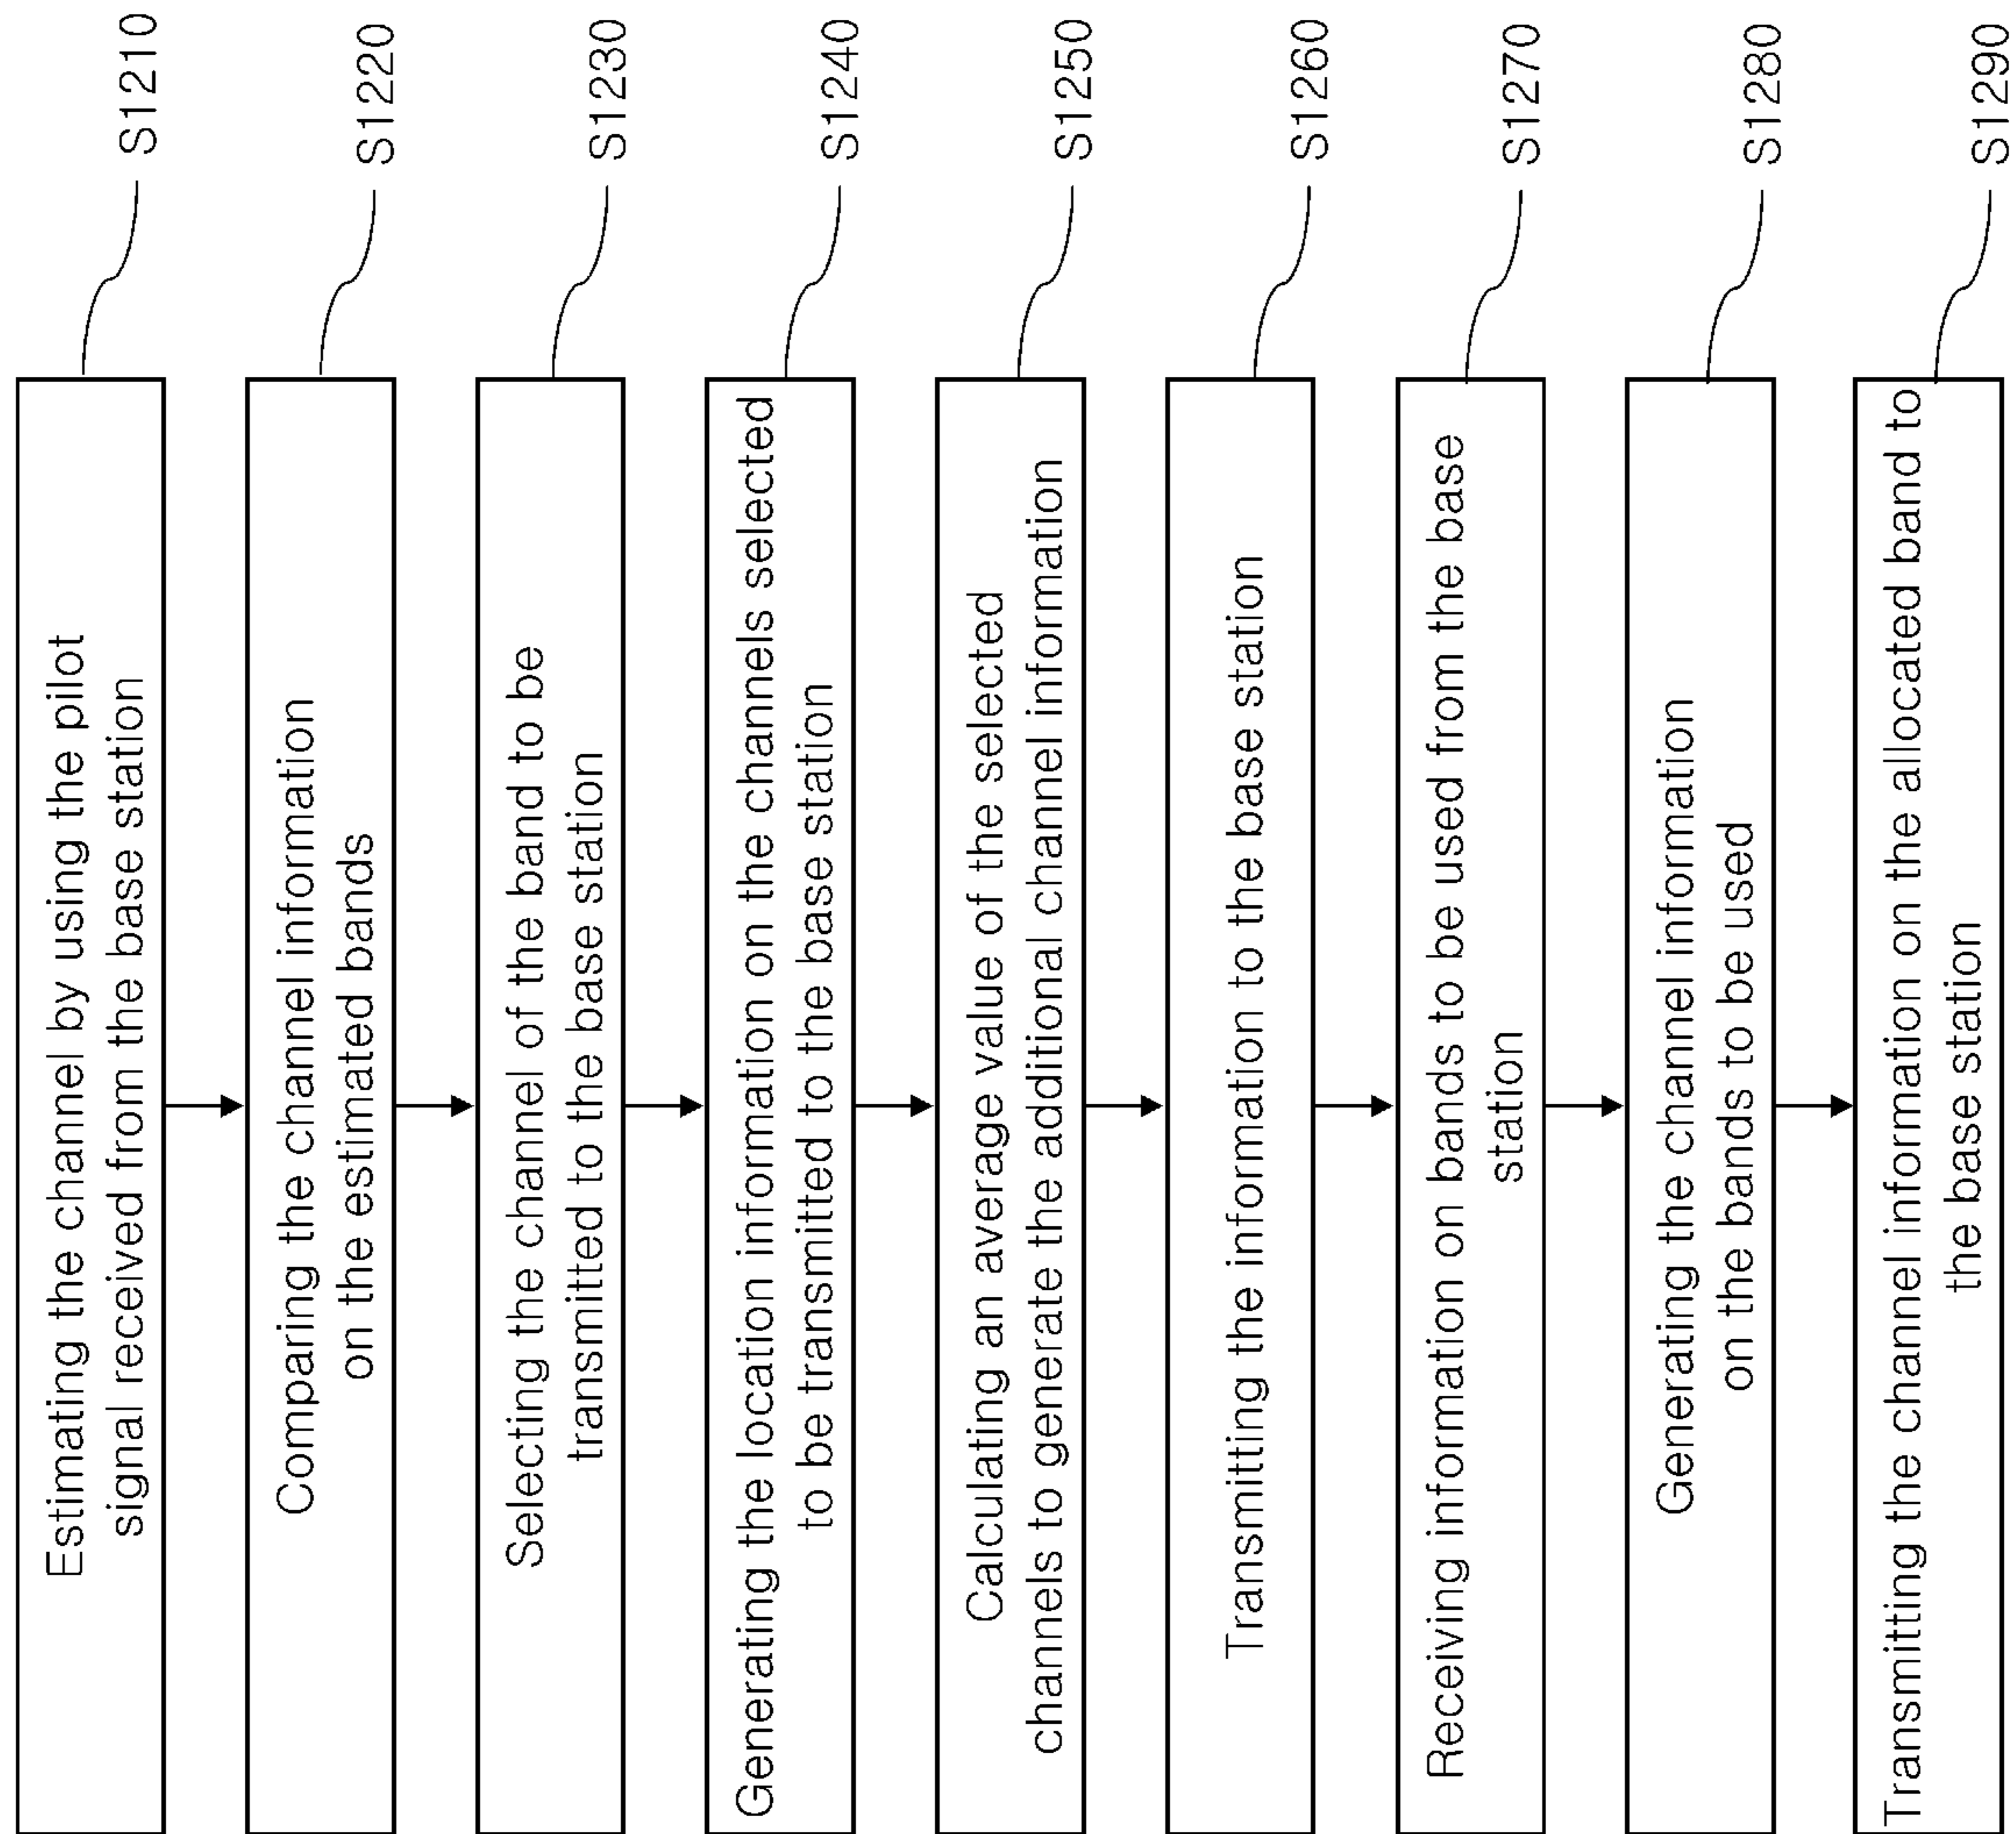 Estimating the channel by using the pilot
signal received from the base station
S1210
Comparing the channel information
on the estimated bands
S1220
Selecting the channel of the band to be
transmitted to the base station
S1230
Generating the location information on the channels selected
to be transmitted to the base station
S1240
Calculating an average value of the selected
channels to generate the additional channel information
S1250
Transmitting the information to the base station
S1260
Receiving information on bands to be used from the base
station
S1270
Generating the channel information
on the bands to be used
S1280
Transmitting the channel information on the allocated band to
the base station
S1290